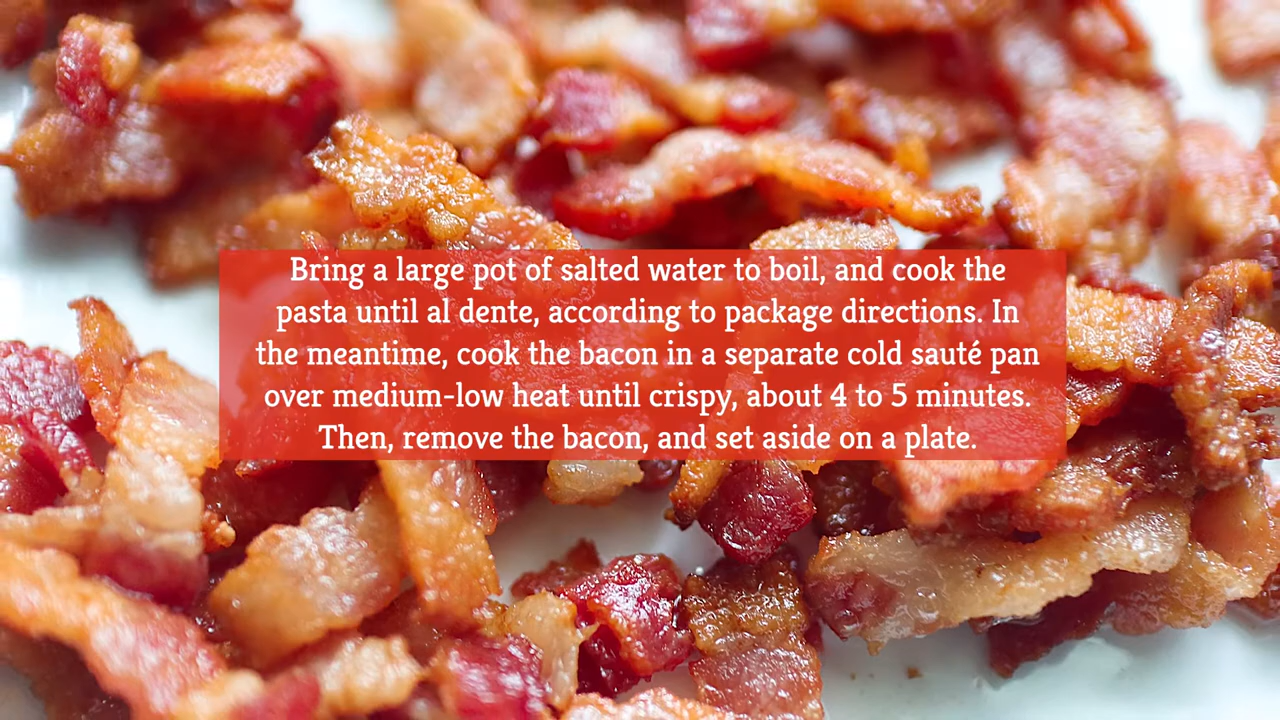 Bring a large pot of salted water to boil, and cook the
pasta until al dente, according to package directions. In
the meantime, cook the bacon in a separate cold sauté pan
over medium-low heat until crispy, about 4 to 5 minutes.
Then, remove the bacon, and set aside on a plate.